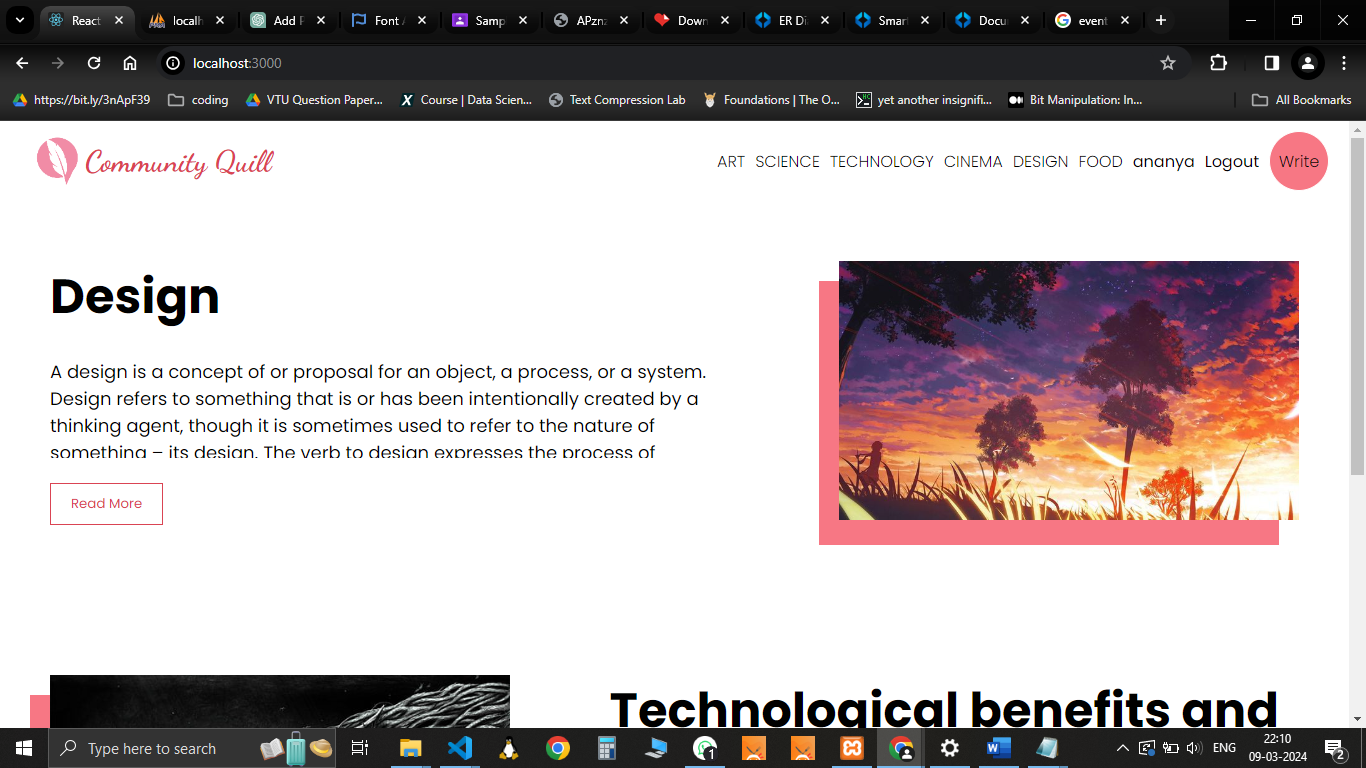 React
localh
Add F
Font
Samp
APzn
Down
ER Di
Smart
Docu
event
localhost:3000
https://bit.ly/3nApF39
coding
VTU Question Paper...
Course | Data Scien...
Text Compression Lab
Foundations | The O...
yet another insignifi...
Bit Manipulation: In...
All Bookmarks
Community Quill
ART SCIENCE TECHNOLOGY CINEMA DESIGN FOOD ananya Logout Write
Design
A design is a concept of or proposal for an object, a process, or a system.
Design refers to something that is or has been intentionally created by a
thinking agent, though it is sometimes used to refer to the nature of
something – its design. The verb to design expresses the process of
Read More
Technological benefits and
Type here to search
1
ENG
22:10
09-03-2024
2